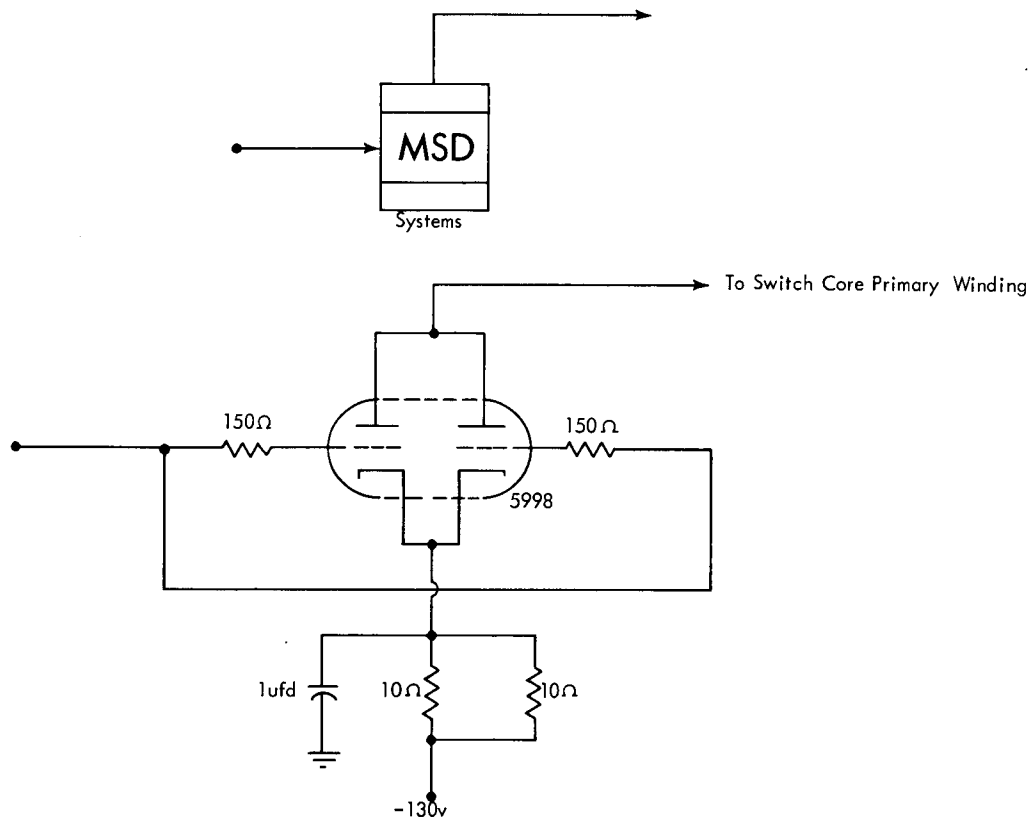 MSD
Systems
To Switch Core Primary Winding
150Ω
150Ω
5998
1ufd
10Ω
10Ω
-130v